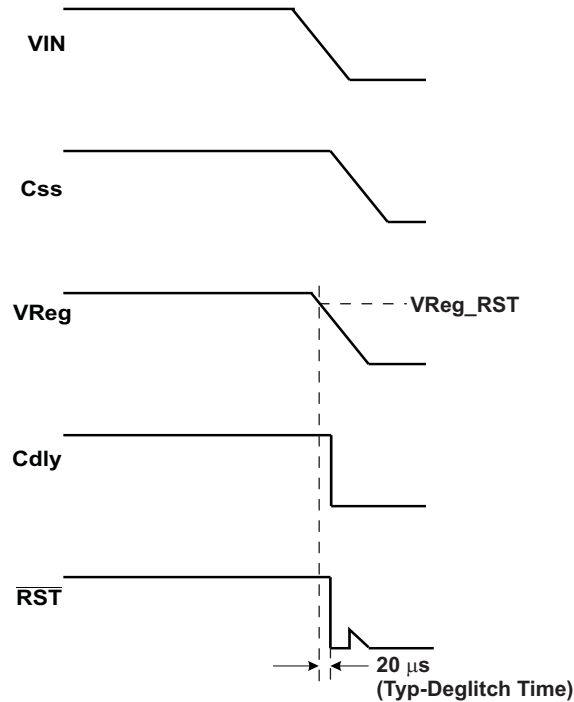 VIN
Css
VReg
VReg_RST
Cdly
RST
20 μs
(Typ-Deglitch Time)